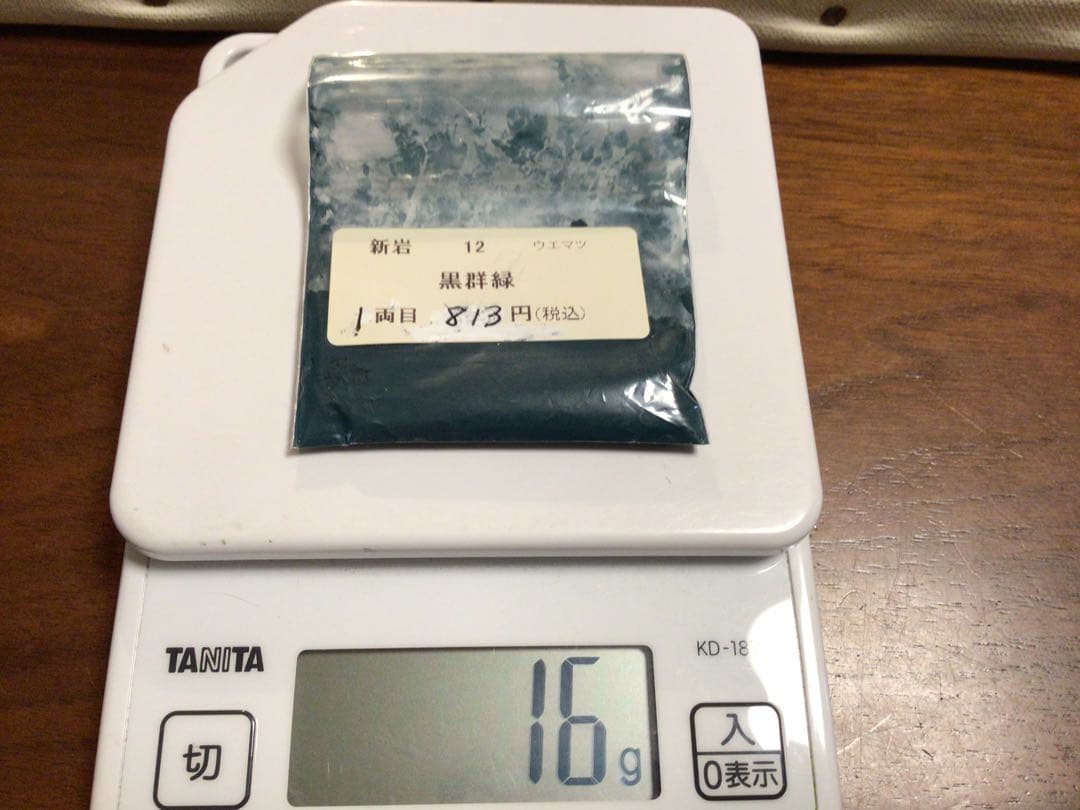 新岩 12 ウエマツ
黒群緑
1両目 813円(税込)
TANITA
KD-18
16g
切
入
0表示